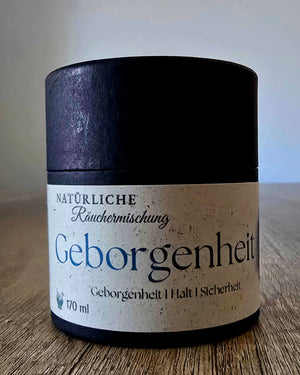 NATÜRLICHE
Räuchermischung
Geborgenheit
Geborgenheit | Halt | Sicherheit
170 ml